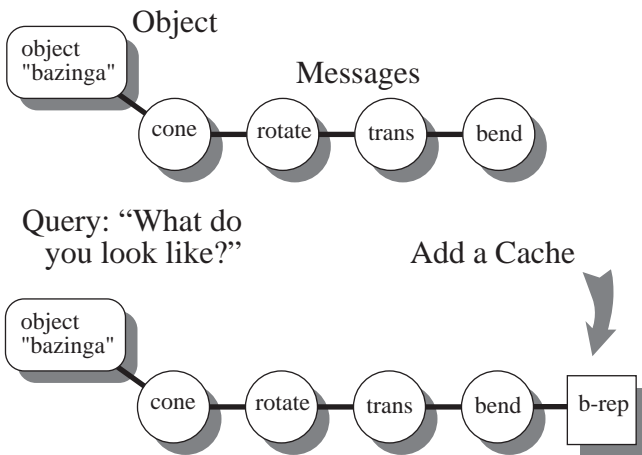 Object
object
"bazinga"
Messages
cone rotate trans bend
Query: “What do
you look like?”
Add a Cache
object
"bazinga"
cone rotate trans bend b-rep